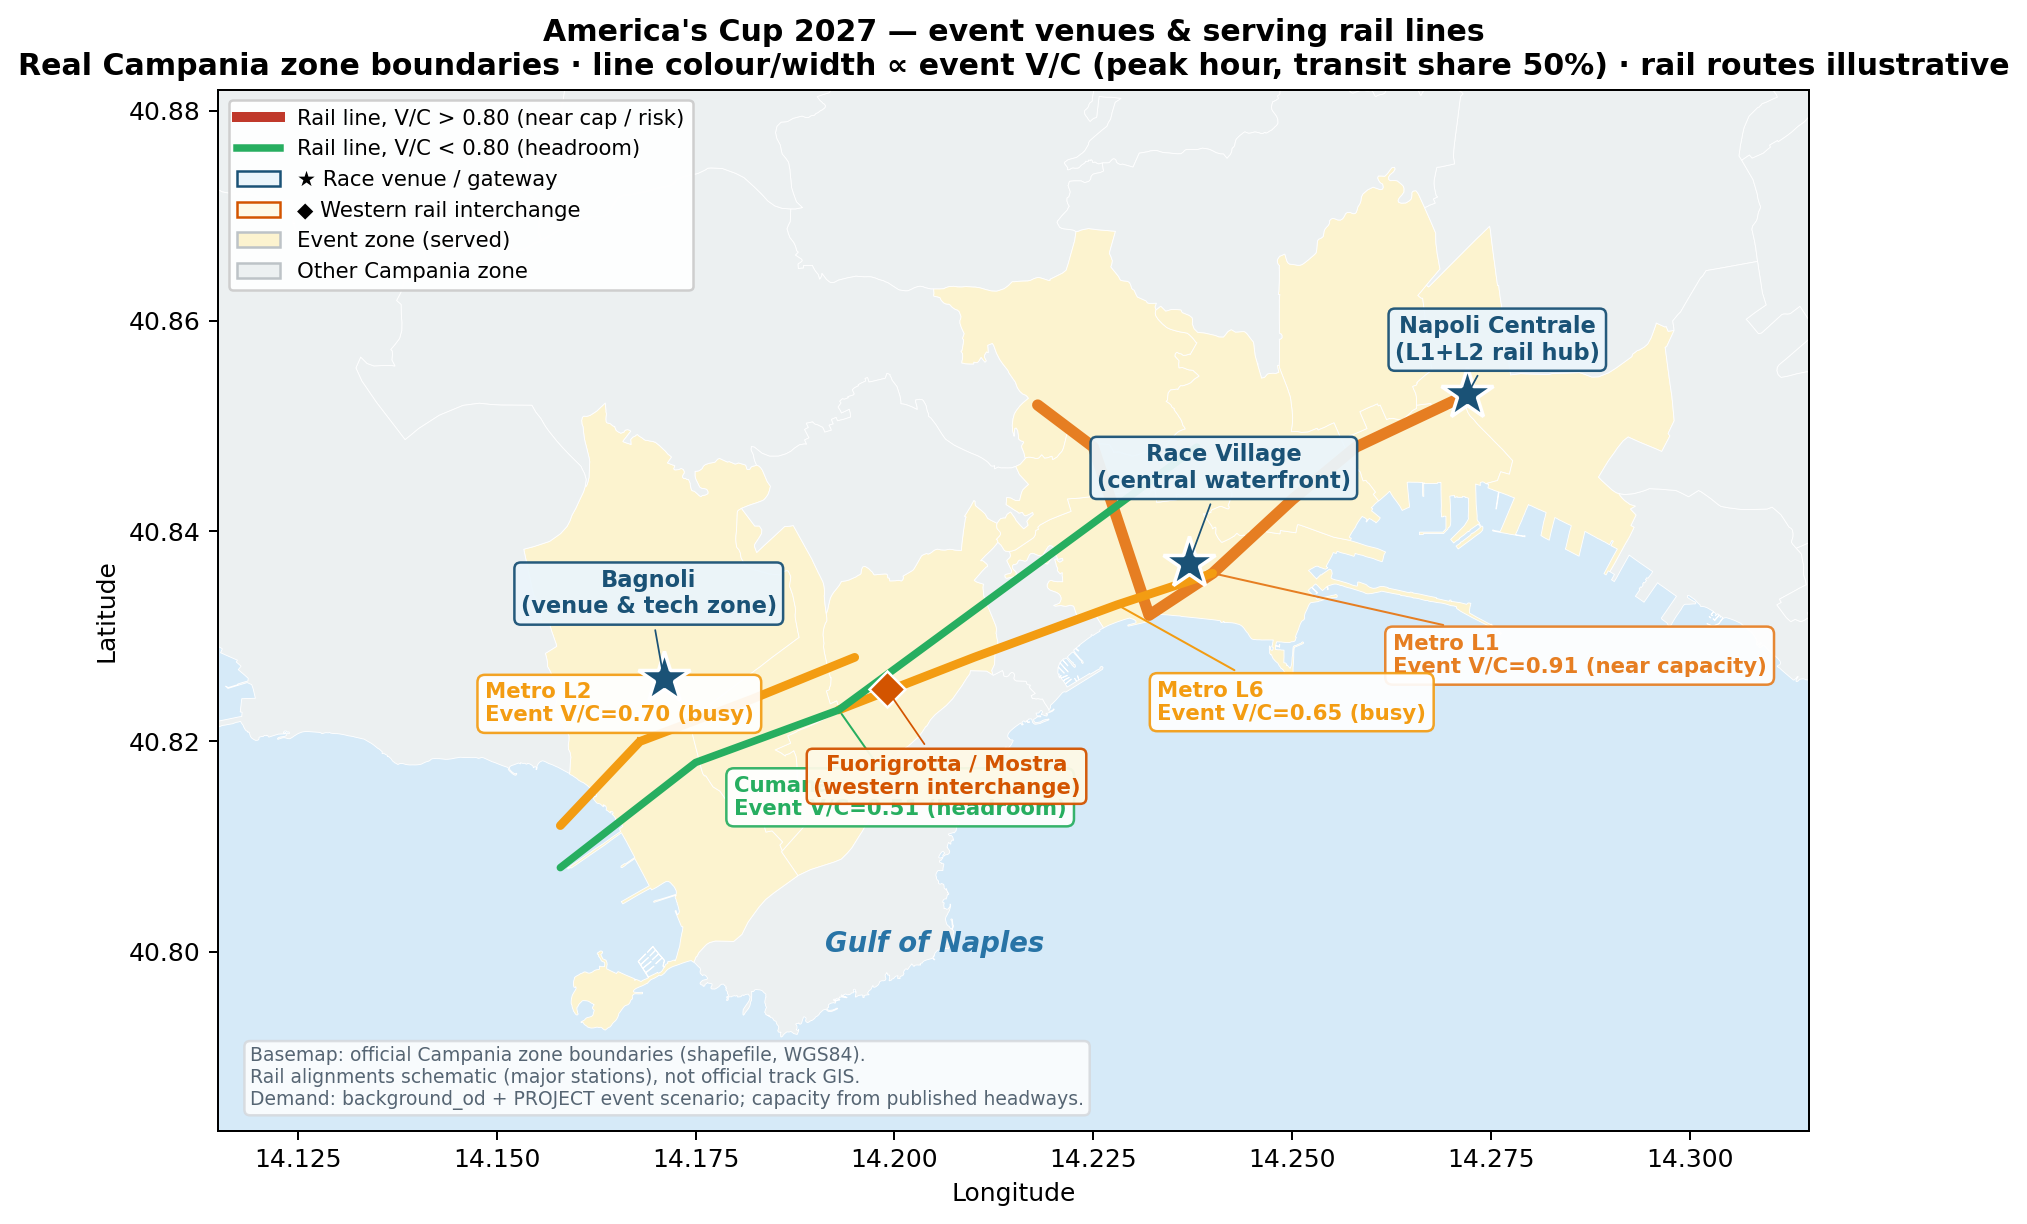 America's Cup 2027 — event venues & serving rail lines
Real Campania zone boundaries · line colour/width ∝ event V/C (peak hour, transit share 50%) · rail routes illustrative
Rail line, V/C > 0.80 (near cap / risk)
Rail line, V/C < 0.80 (headroom)
★ Race venue / gateway
◆ Western rail interchange
Event zone (served)
Other Campania zone
40.88
40.86
40.84
40.82
40.80
Latitude
Napoli Centrale
(L1+L2 rail hub)
Race Village
(central waterfront)
Bagnoli
(venue & tech zone)
Metro L1
Event V/C=0.91 (near capacity)
Metro L2
Event V/C=0.70 (busy)
Metro L6
Event V/C=0.65 (busy)
Fuorigrotta / Mostra
(western interchange)
Event V/C=0.51 (headroom)
Gulf of Naples
Basemap: official Campania zone boundaries (shapefile, WGS84).
Rail alignments schematic (major stations), not official track GIS.
Demand: background_od + PROJECT event scenario; capacity from published headways.
14.125
14.150
14.175
14.200
14.225
14.250
14.275
14.300
Longitude